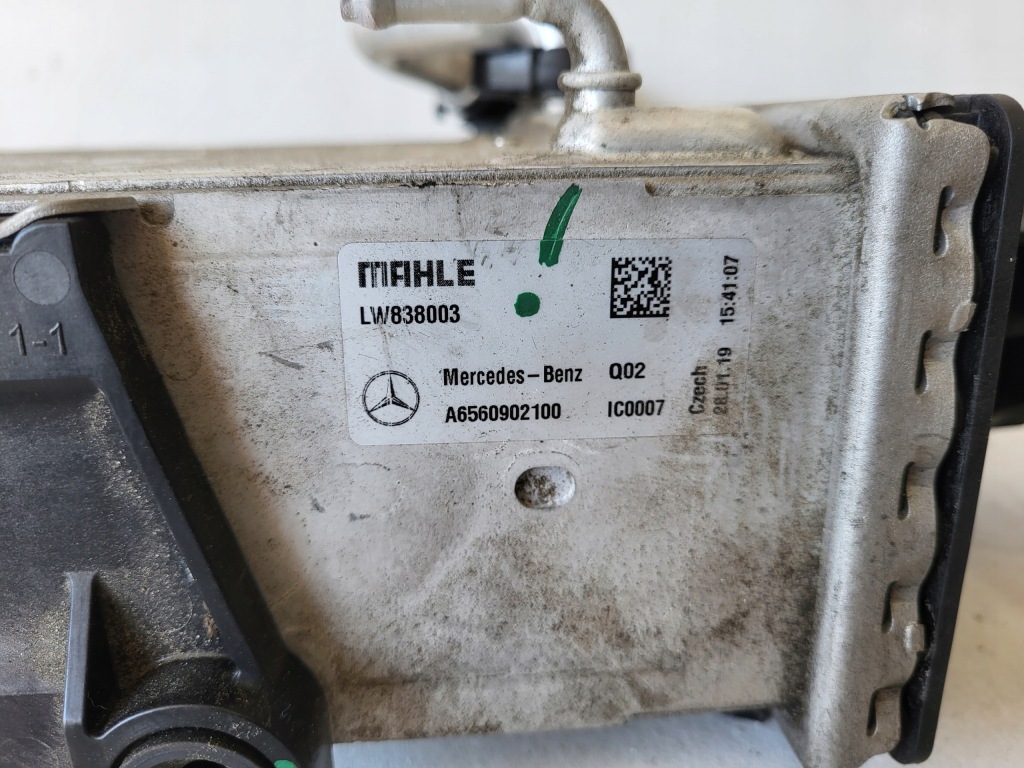 MAHLE
LW838003
Mercedes-Benz Q02
A6560902100 IC0007
Czech
28.01.19 15:41:07
1-1